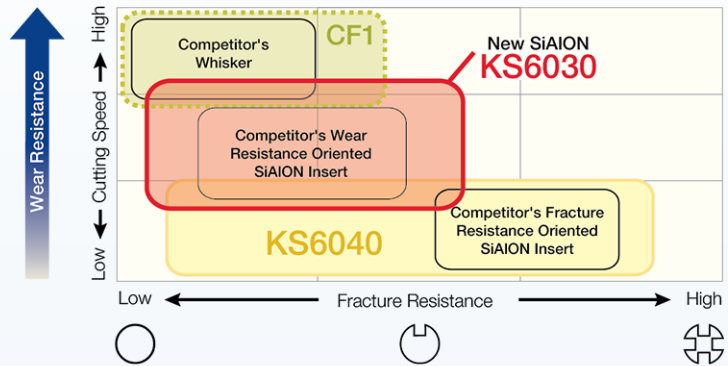 High
Cutting Speed
Low
Wear Resistance
Competitor's
Whisker
CF1
New SiAlON
KS6030
Competitor's Wear
Resistance Oriented
SiAlON Insert
KS6040
Competitor's Fracture
Resistance Oriented
SiAlON Insert
Low
Fracture Resistance
High